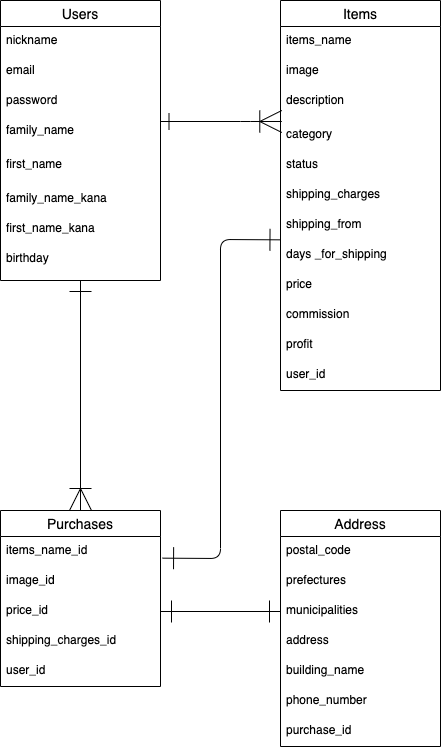 Users
nickname
email
password
family_name
first_name
family_name_kana
first_name_kana
birthday
Items
items_name
image
description
category
status
shipping_charges
shipping_from
days _for_shipping
price
commission
profit
user_id
Purchases
items_name_id
image_id
price_id
shipping_charges_id
user_id
Address
postal_code
prefectures
municipalities
address
building_name
phone_number
purchase_id